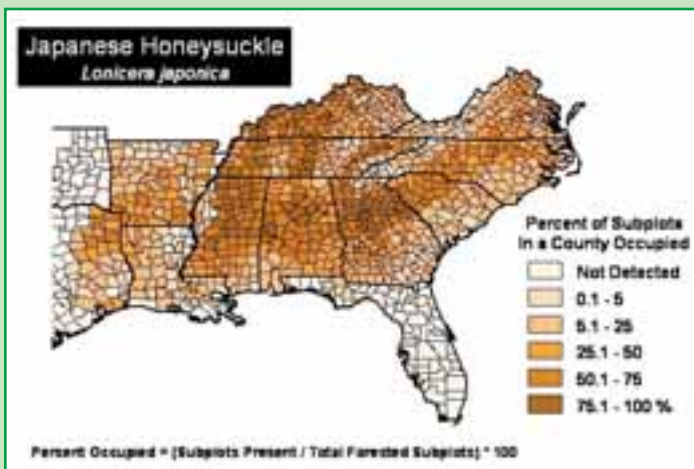 Japanese Honeysuckle
Lonicera japonica
Percent of Subplots
In a County Occupied
Not Detected
0.1 - 5
5.1 - 25
25.1 - 50
50.1 - 75
75.1 - 100 %
Percent Occupied = (Subplots Present / Total Forested Subplots) * 100